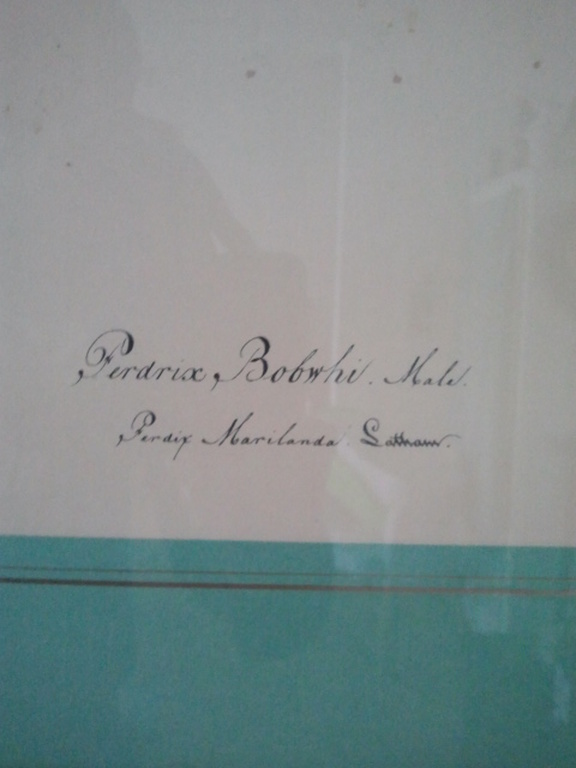 Perdrix Bobwhi. Male.
Perdix Marilanda. Latham.